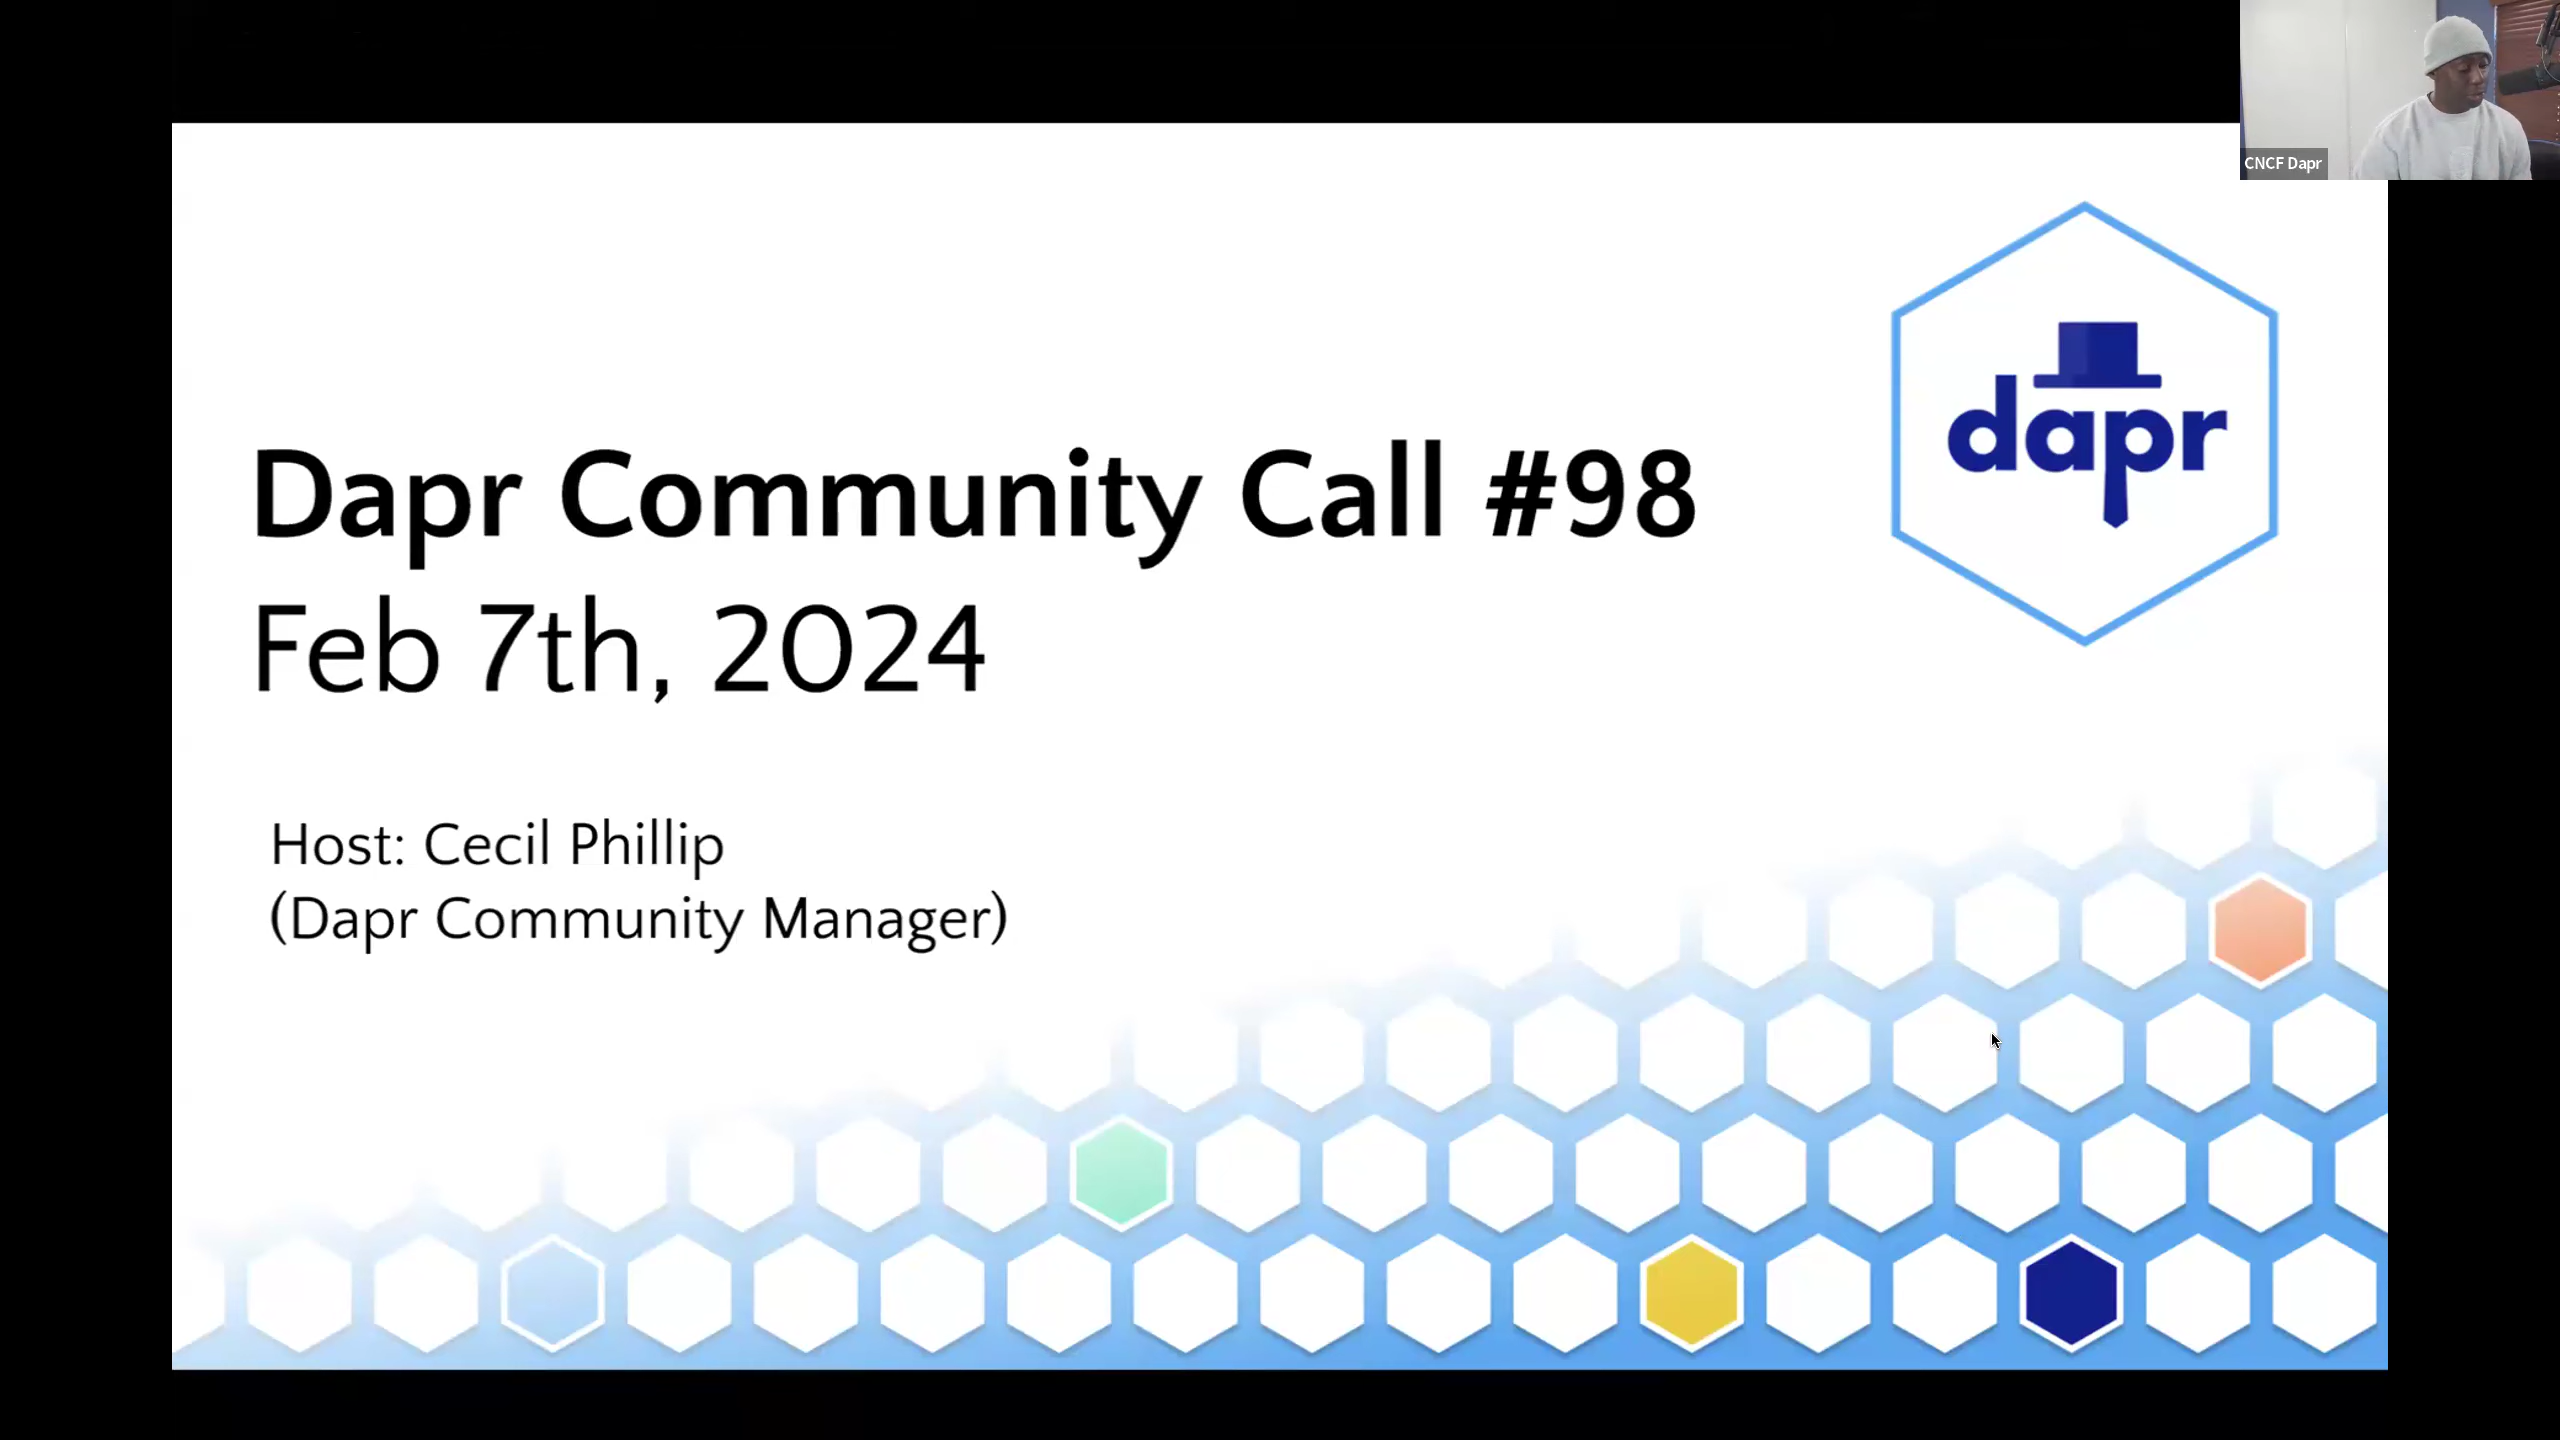 CNCF Dapr
dapr
Dapr Community Call #98
Feb 7th, 2024
Host: Cecil Phillip
(Dapr Community Manager)